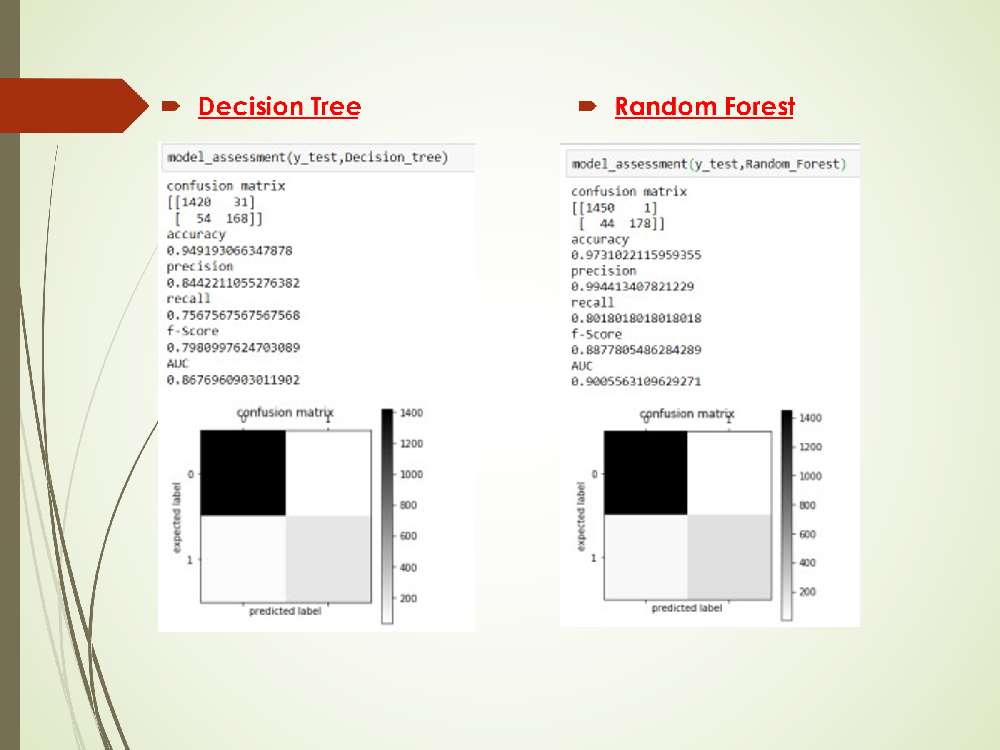 Decision Tree
model_assessment(y_test,Decision_tree)
confusion matrix
[[1420   31]
 [  54  168]]
accuracy
0.949193066347878
precision
0.8442211055276382
recall
0.7567567567567568
f-Score
0.7980997624703089
AUC
0.8676960903011902
confusion matrix
0 1
0
1
expected label
predicted label
1400
1200
1000
800
600
400
200
Random Forest
model_assessment(y_test,Random_Forest)
confusion matrix
[[1450    1]
 [  44  178]]
accuracy
0.9731022115959355
precision
0.994413407821229
recall
0.8018018018018018
f-Score
0.8877805486284289
AUC
0.9005563109629271
confusion matrix
0 1
0
1
expected label
predicted label
1400
1200
1000
800
600
400
200